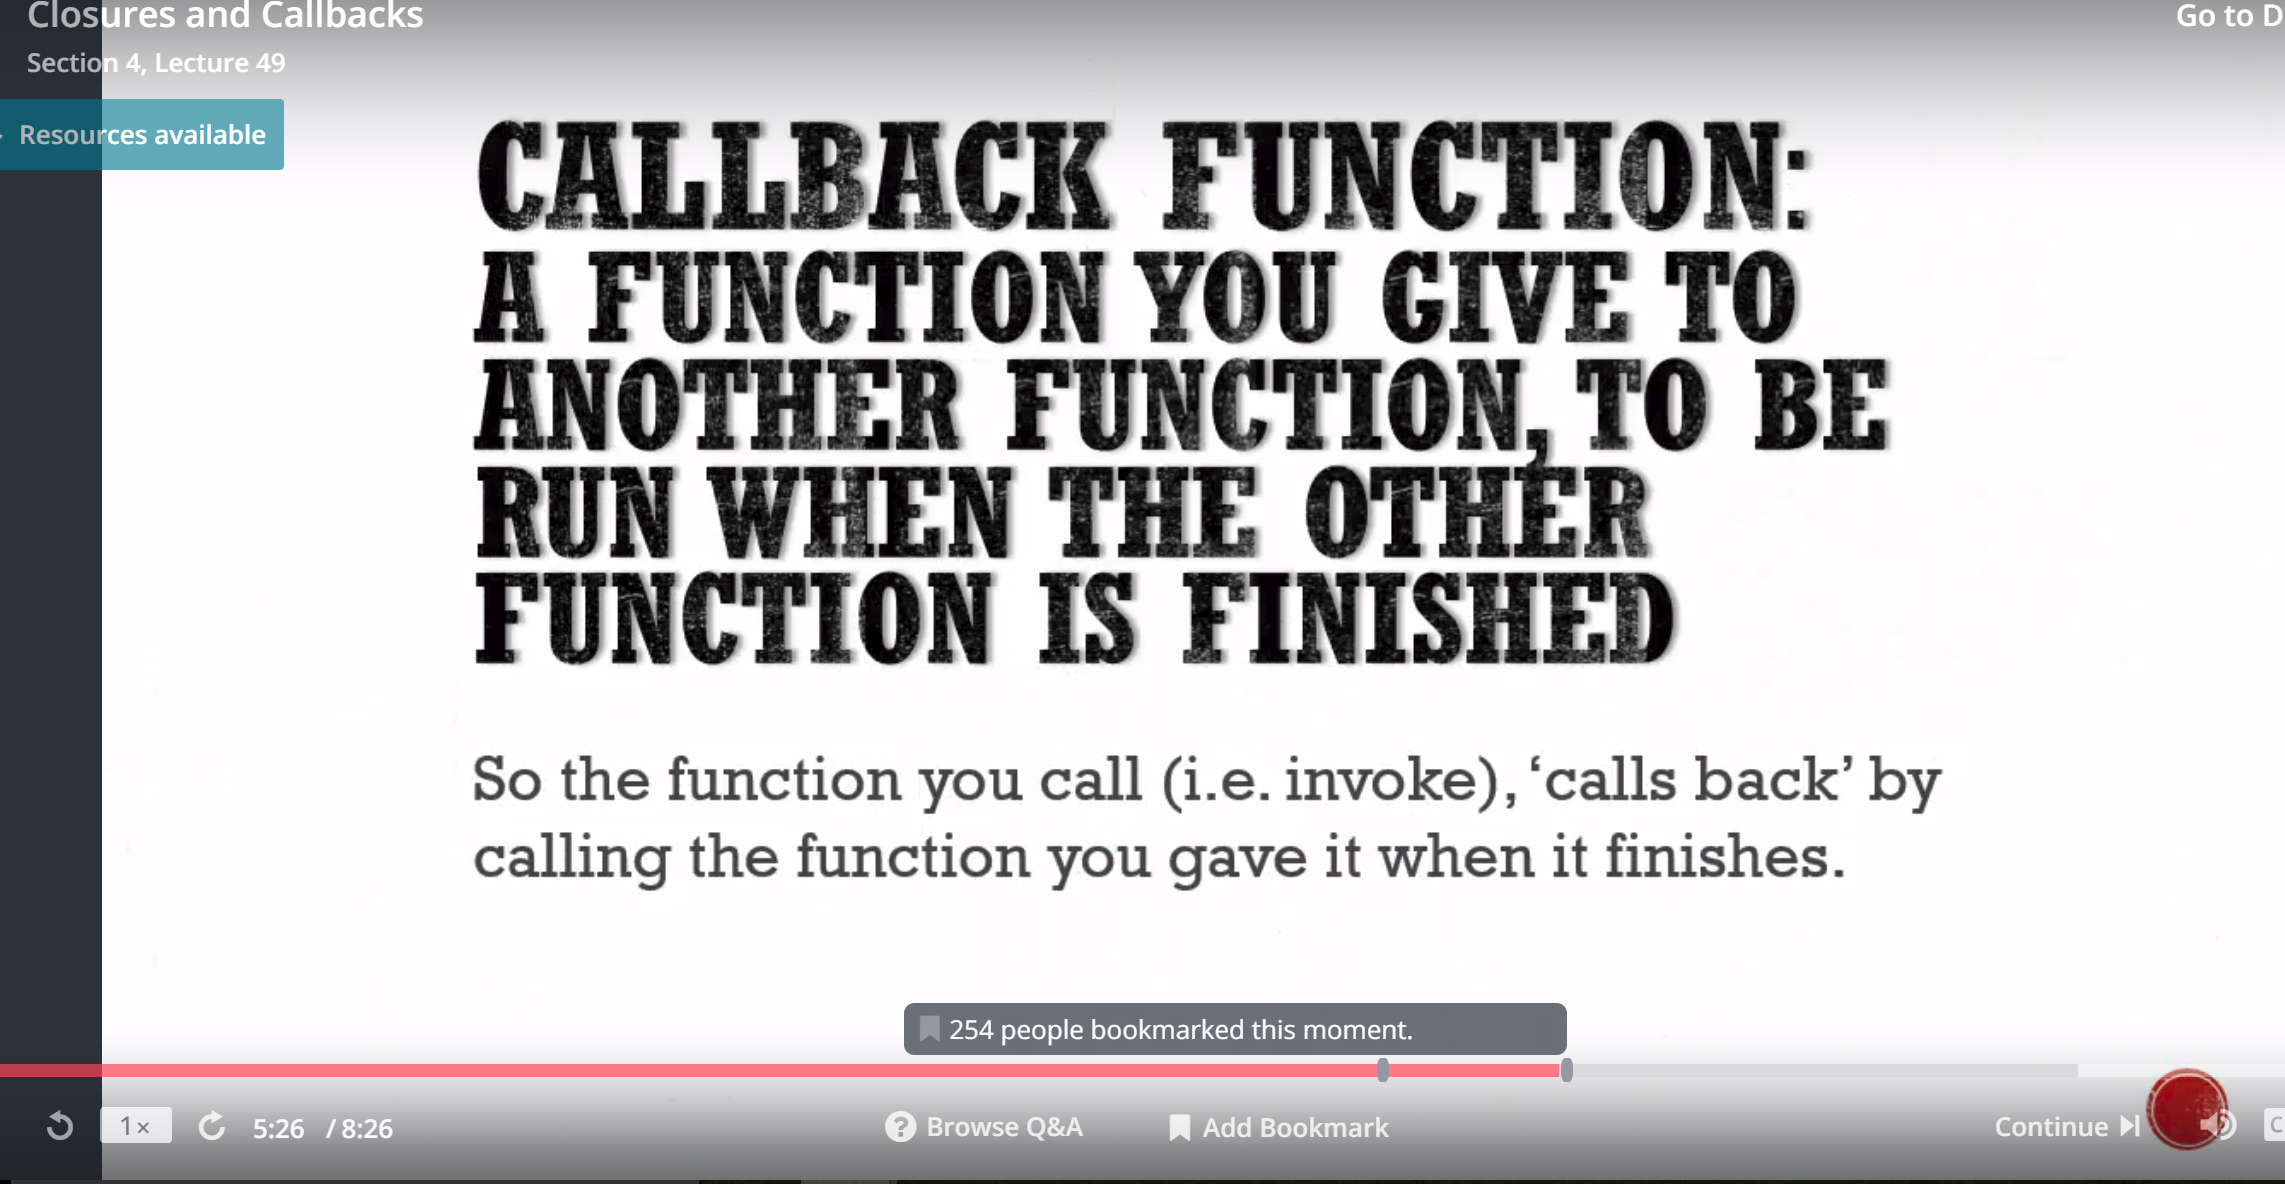 Closures and Callbacks
Go to D
Section 4, Lecture 49
Resources available
CALLBACK FUNCTION:
A FUNCTION YOU GIVE TO
ANOTHER FUNCTION, TO BE
RUN WHEN THE OTHER
FUNCTION IS FINISHED
So the function you call (i.e. invoke), ‘calls back’ by
calling the function you gave it when it finishes.
254 people bookmarked this moment.
1×
5:26 / 8:26
? Browse Q&A
Add Bookmark
Continue
C